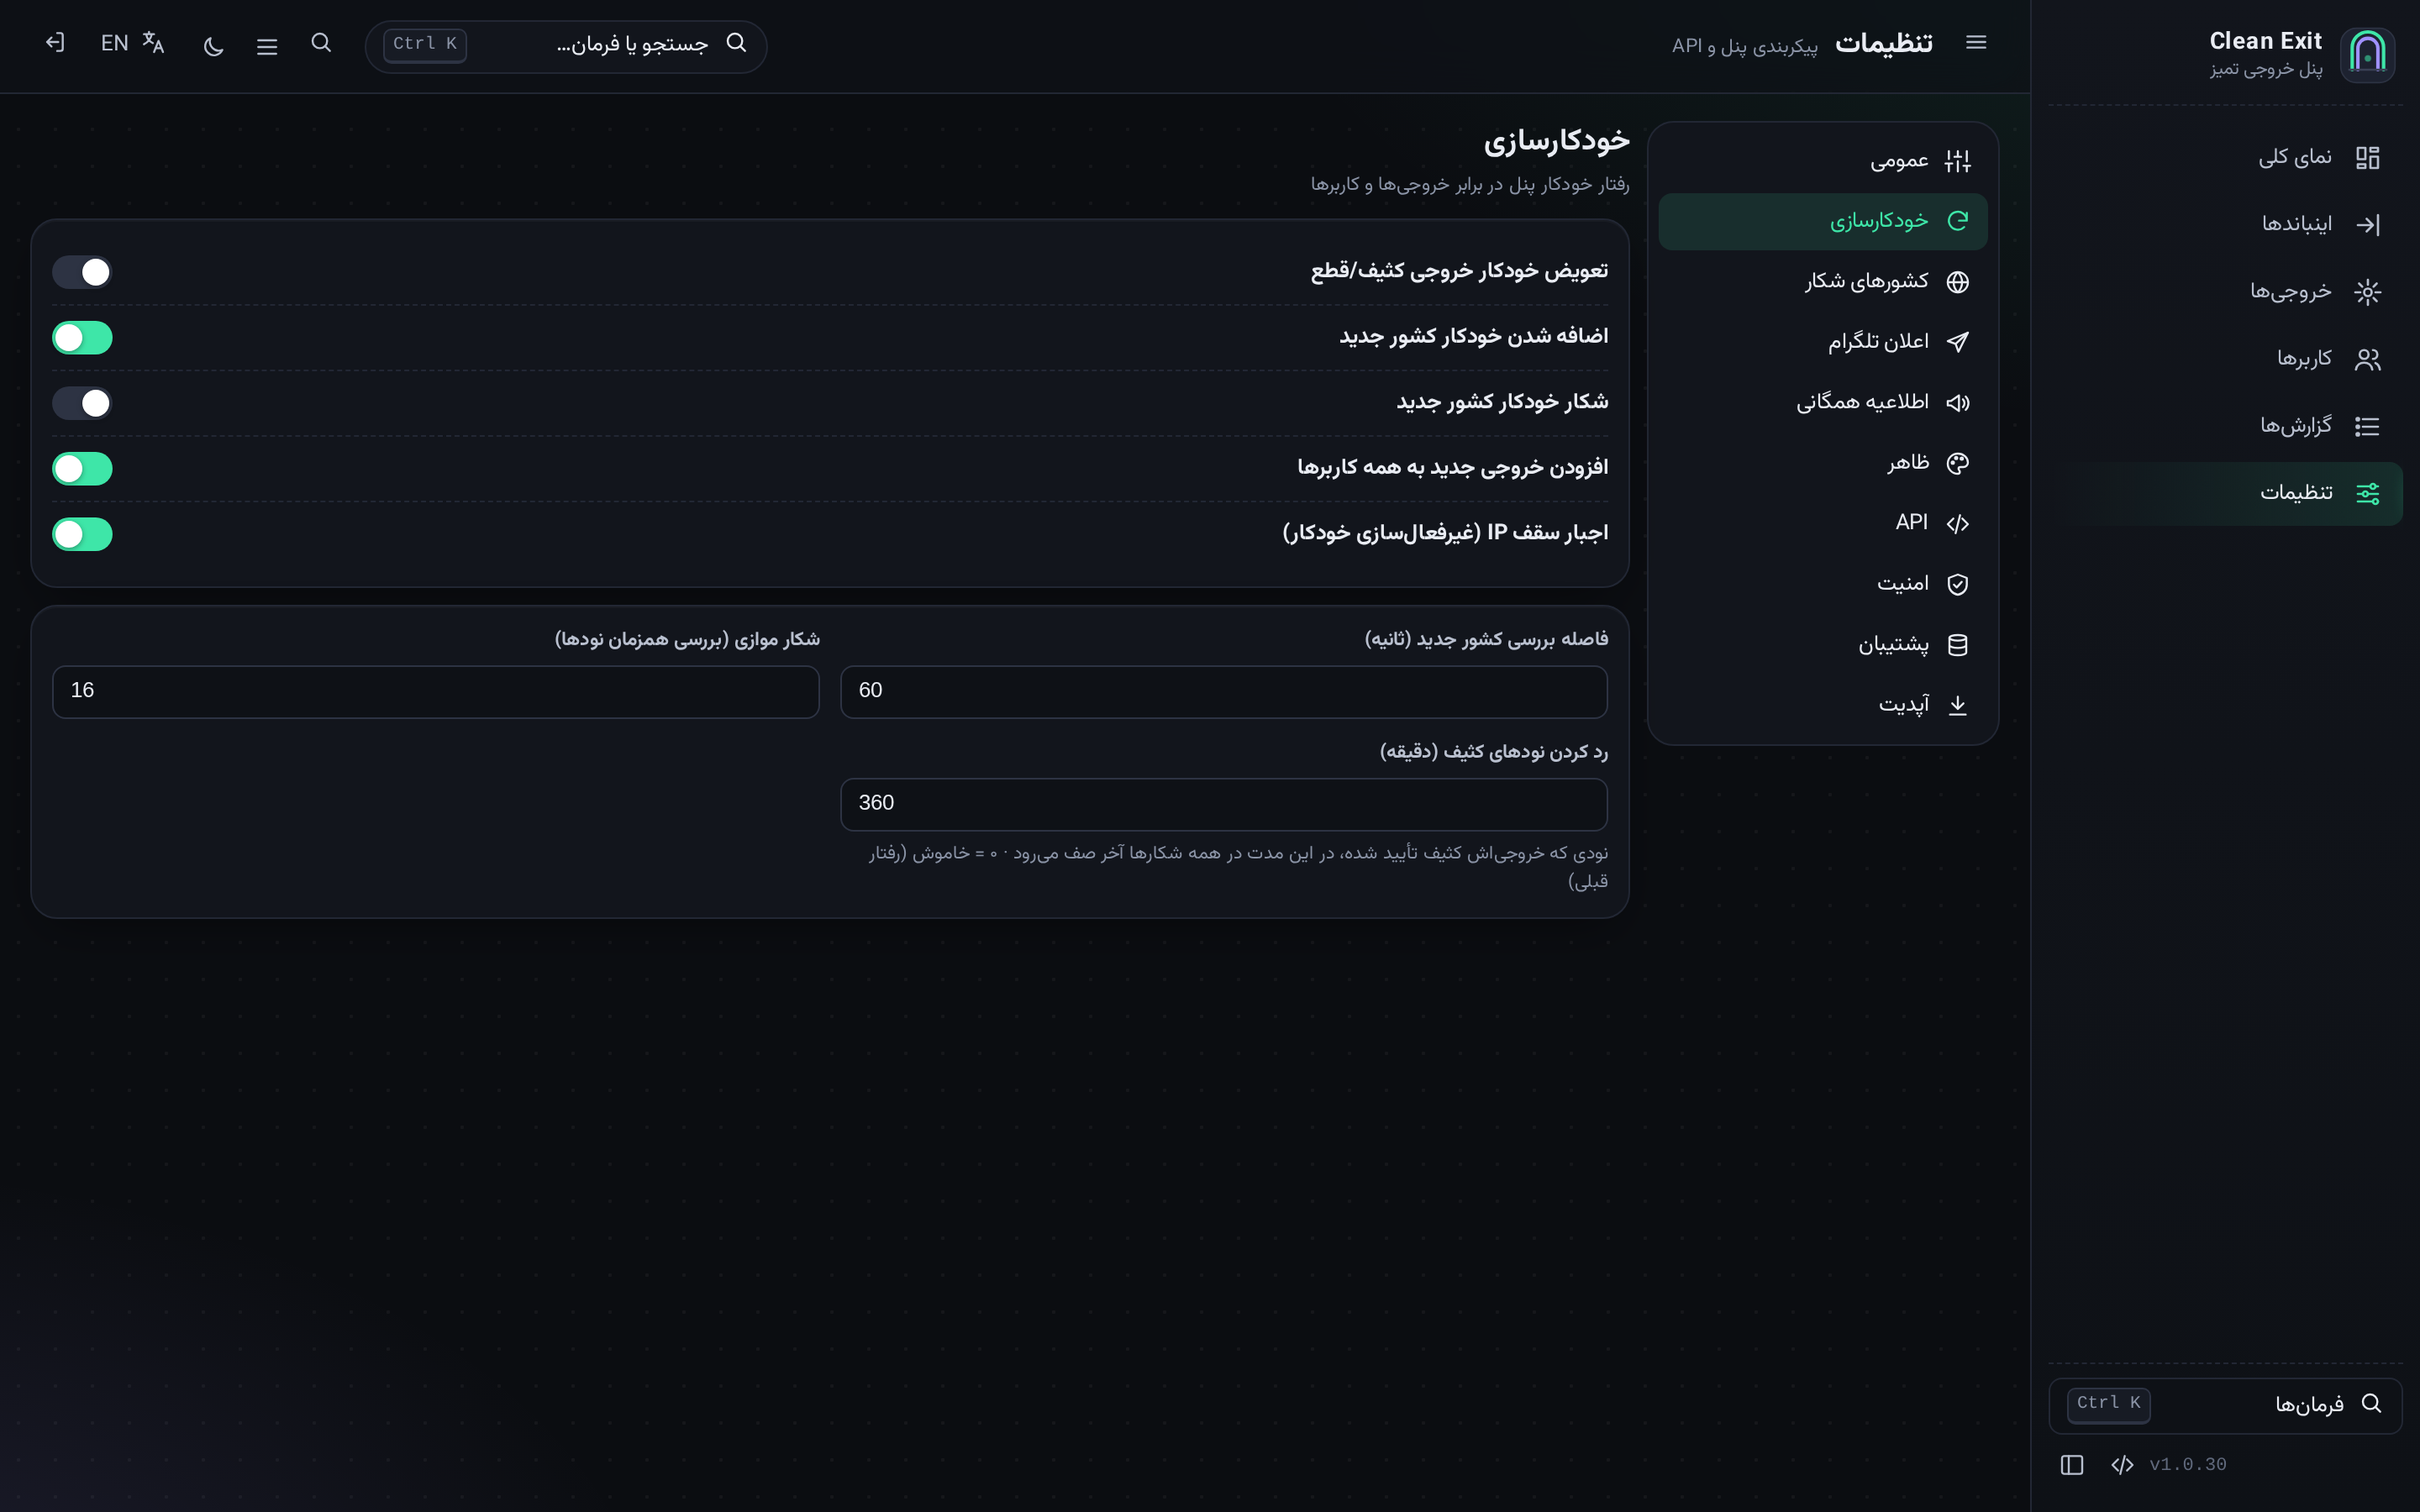 Clean Exit
پنل خروجی تمیز
نمای کلی
اینباندها
خروجی‌ها
کاربرها
گزارش‌ها
تنظیمات
فرمان‌ها
Ctrl K
v1.0.30
تنظیمات
پیکربندی پنل و API
جستجو یا فرمان...
Ctrl K
EN
عمومی
خودکارسازی
کشورهای شکار
اعلان تلگرام
اطلاعیه همگانی
ظاهر
API
امنیت
پشتیبان
آپدیت
خودکارسازی
رفتار خودکار پنل در برابر خروجی‌ها و کاربرها
تعویض خودکار خروجی کثیف/قطع
اضافه شدن خودکار کشور جدید
شکار خودکار کشور جدید
افزودن خروجی جدید به همه کاربرها
اجبار سقف IP (غیرفعال‌سازی خودکار)
فاصله بررسی کشور جدید (ثانیه)
60
شکار موازی (بررسی همزمان نودها)
16
رد کردن نودهای کثیف (دقیقه)
360
نودی که خروجی‌اش کثیف تأیید شده، در این مدت در همه شکارها آخر صف می‌رود · ۰ = خاموش (رفتار
قبلی)